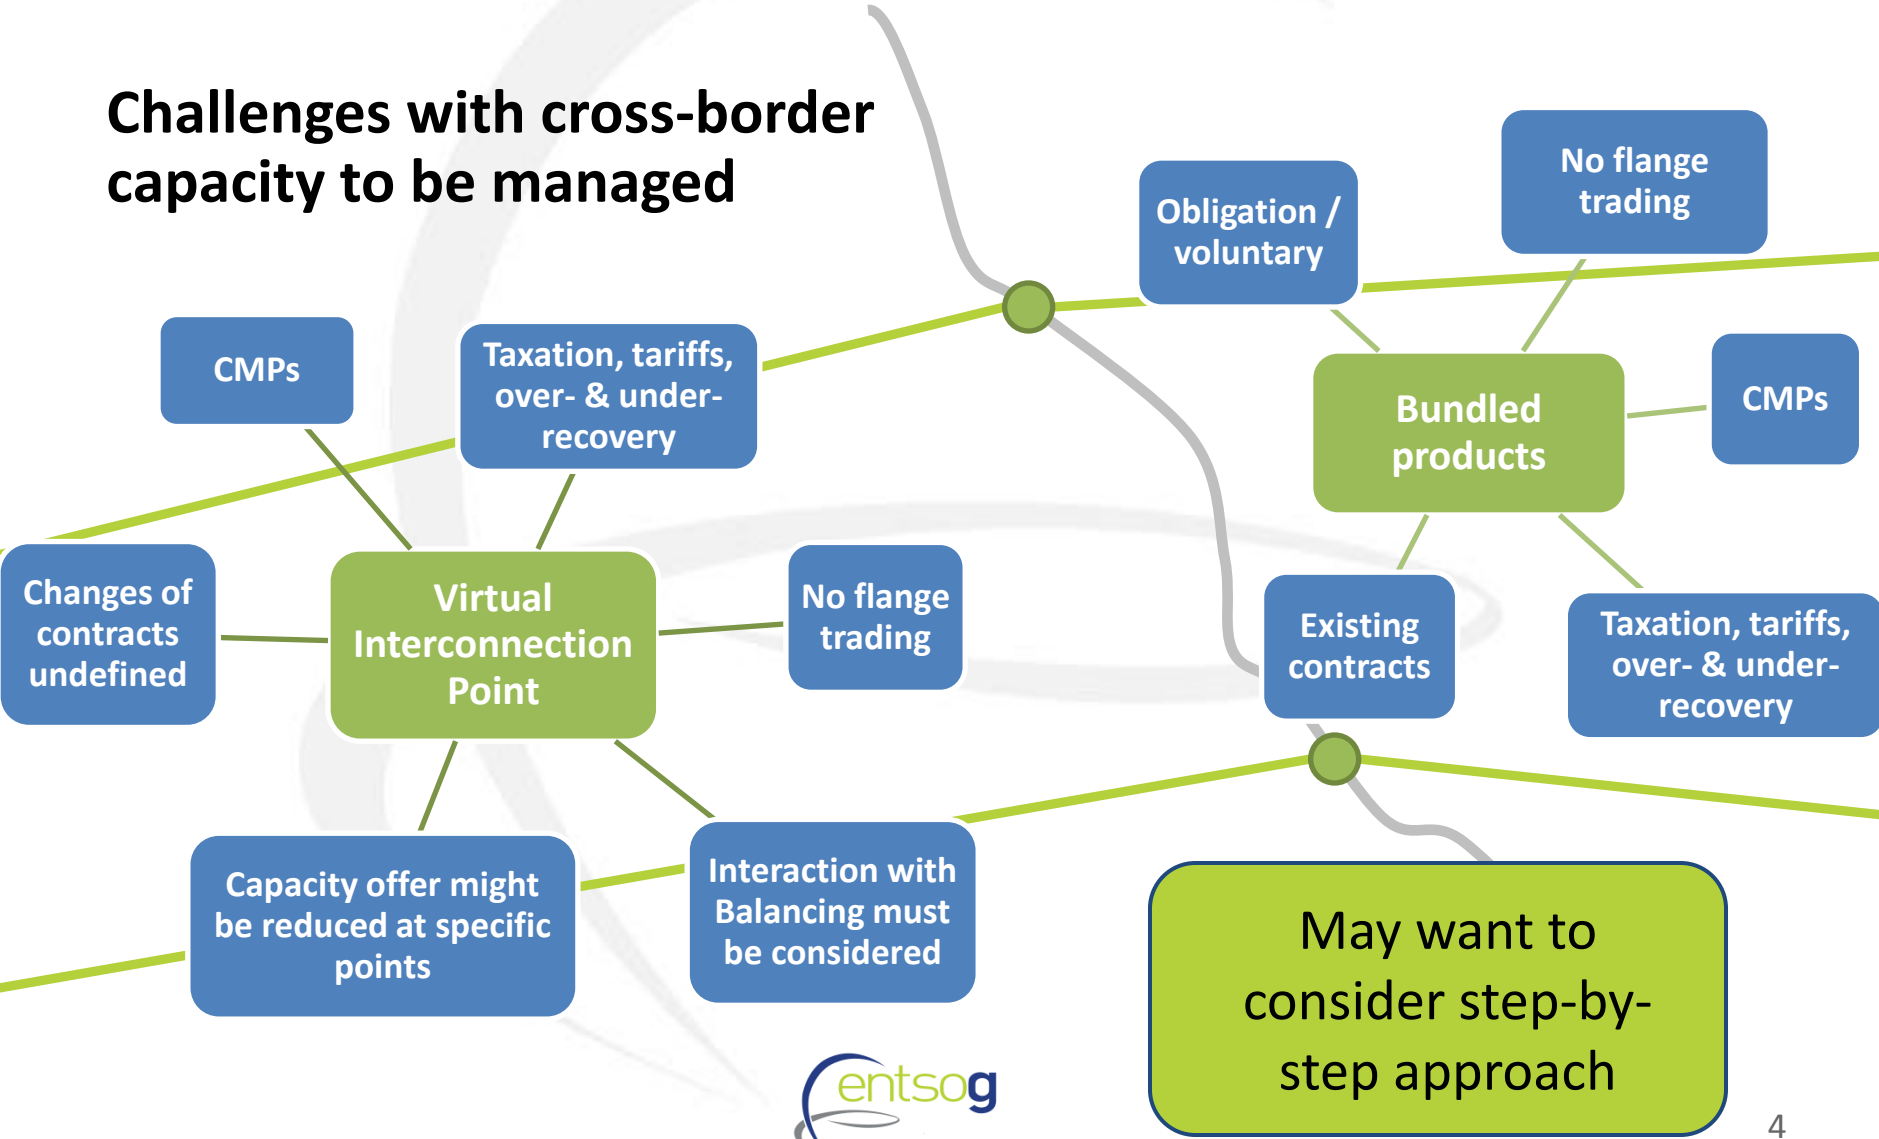 Challenges with cross-border
capacity to be managed
CMPs
Taxation, tariffs,
over- & under-
recovery
Changes of
contracts
undefined
Virtual
Interconnection
Point
No flange
trading
Capacity offer might
be reduced at specific
points
Interaction with
Balancing must
be considered
Obligation /
voluntary
No flange
trading
Bundled
products
CMPs
Existing
contracts
Taxation, tariffs,
over- & under-
recovery
May want to
consider step-by-
step approach
entsog
4